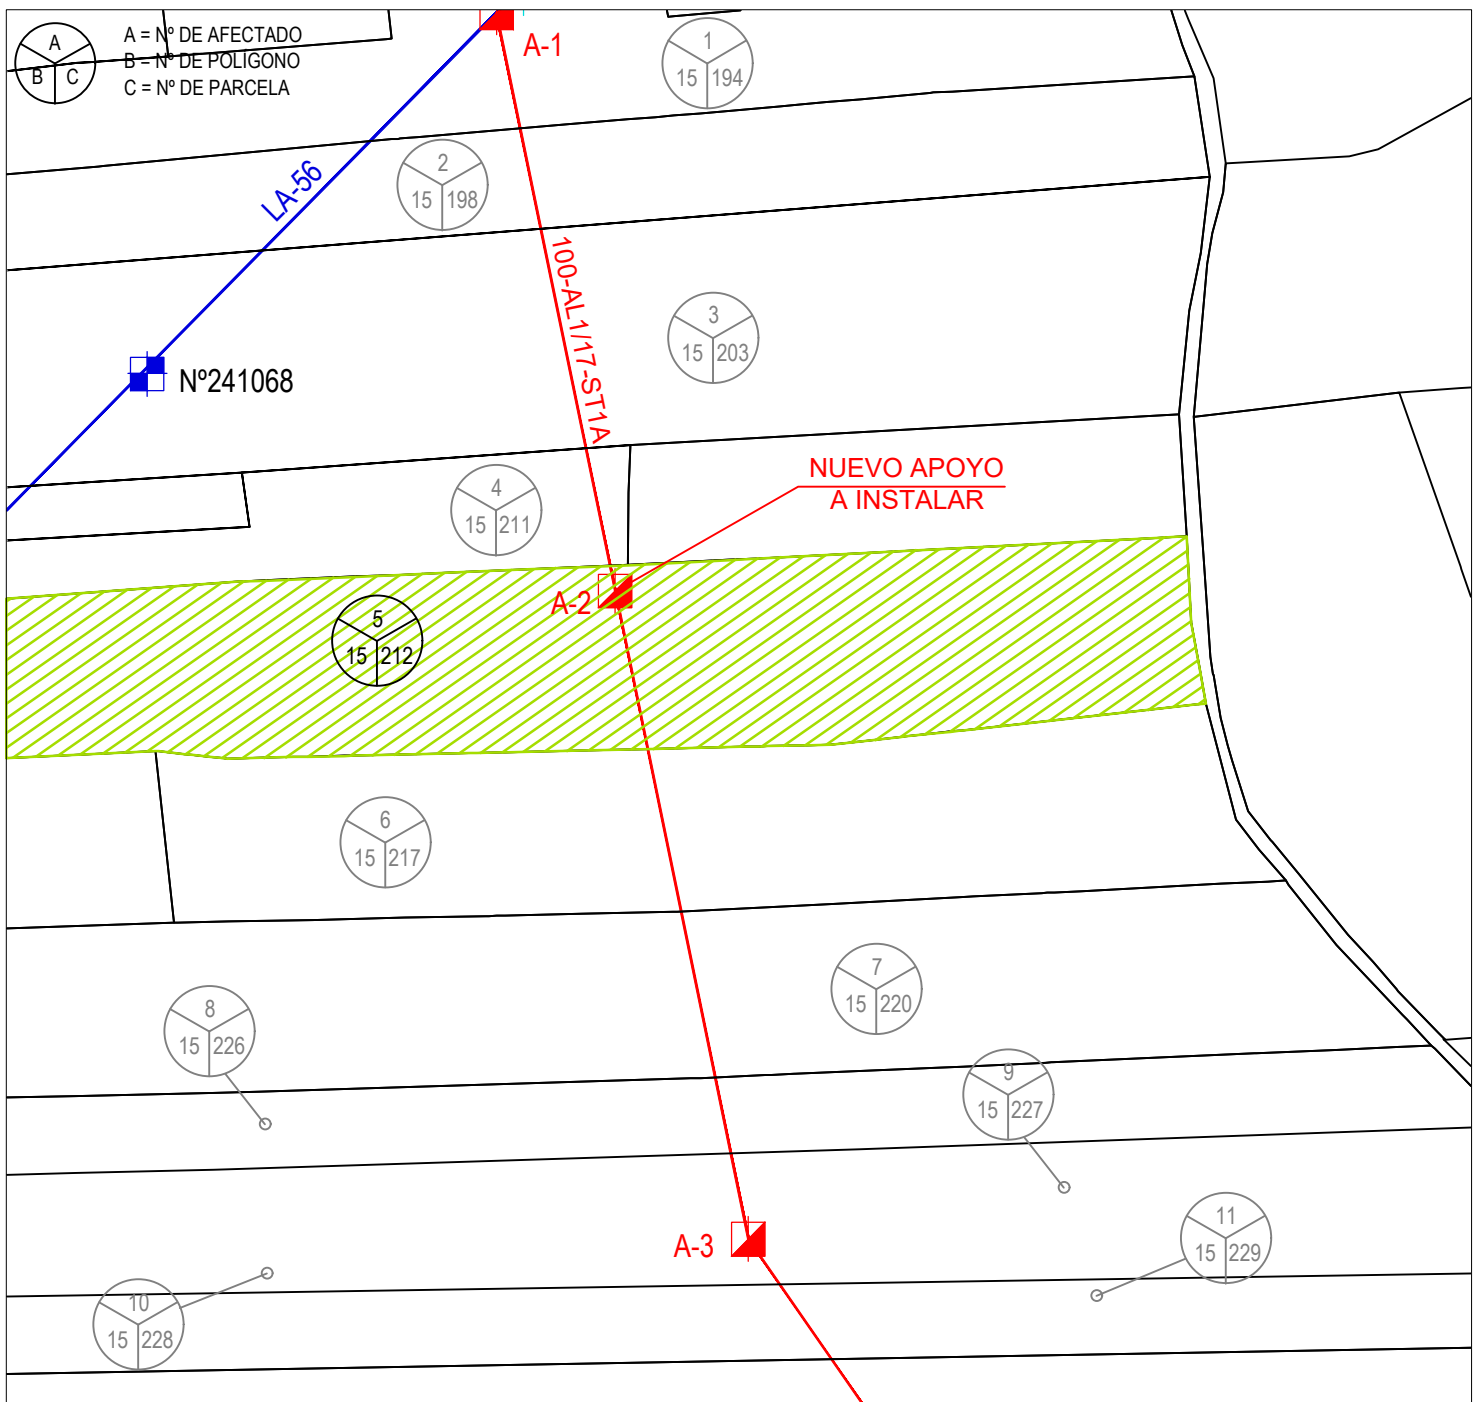 A
B C
A = Nº DE AFECTADO
B = Nº DE POLIGONO
C = Nº DE PARCELA
A-1
1
15 194
2
15 198
LA-56
100-AL1/17-ST1A
3
15 203
Nº241068
NUEVO APOYO
A INSTALAR
4
15 211
A-2
5
15 212
6
15 217
7
15 220
8
15 226
9
15 227
A-3
11
15 229
10
15 228